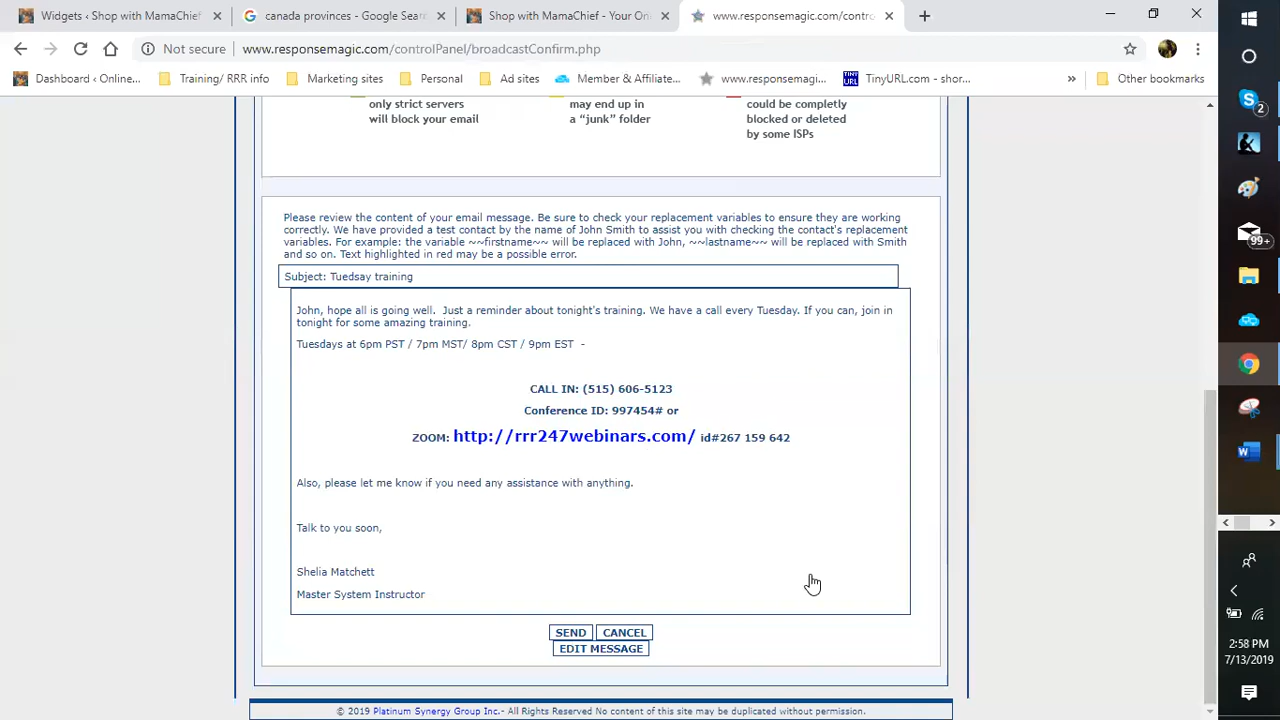 Widgets ‹ Shop with MamaChief
canada provinces - Google Sear
Shop with MamaChief - Your On
www.responsemagic.com/contro
Not secure www.responsemagic.com/controlPanel/broadcastConfirm.php
Dashboard ‹ Online... Training/ RRR info Marketing sites Personal Ad sites Member & Affiliate... www.responsemagi... TINY URL TinyURL.com - shor... » Other bookmarks
only strict servers
will block your email
may end up in
a “junk” folder
could be completly
blocked or deleted
by some ISPs
Please review the content of your email message. Be sure to check your replacement variables to ensure they are working
correctly. We have provided a test contact by the name of John Smith to assist you with checking the contact's replacement
variables. For example: the variable ~~firstname~~ will be replaced with John, ~~lastname~~ will be replaced with Smith
and so on. Text highlighted in red may be a possible error.
Subject: Tuedsay training
John, hope all is going well. Just a reminder about tonight's training. We have a call every Tuesday. If you can, join in
tonight for some amazing training.
Tuesdays at 6pm PST / 7pm MST/ 8pm CST / 9pm EST -
CALL IN: (515) 606-5123
Conference ID: 997454# or
ZOOM: http://rrr247webinars.com/ id#267 159 642
Also, please let me know if you need any assistance with anything.
Talk to you soon,
Shelia Matchett
Master System Instructor
SEND CANCEL
EDIT MESSAGE
© 2019 Platinum Synergy Group Inc.- All Rights Reserved No content of this site may be duplicated without permission.
2
99+
2:58 PM
7/13/2019